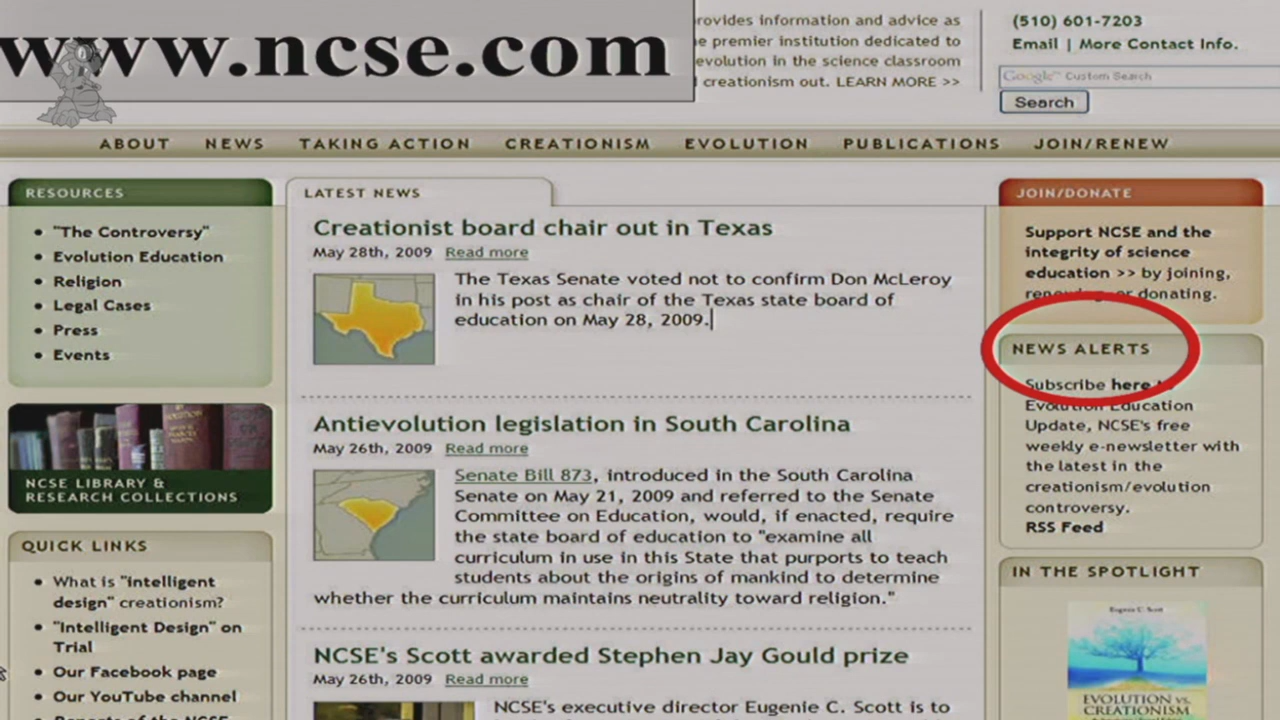 www.ncse.com
rovides information and advice as
e premier institution dedicated to
evolution in the science classroom
creationism out. LEARN MORE >>
(510) 601-7203
Email | More Contact Info.
Google™ Custom Search
Search
ABOUT NEWS TAKING ACTION CREATIONISM EVOLUTION PUBLICATIONS JOIN/RENEW
RESOURCES
• "The Controversy"
• Evolution Education
• Religion
• Legal Cases
• Press
• Events
NCSE LIBRARY &
RESEARCH COLLECTIONS
QUICK LINKS
• What is "intelligent
design" creationism?
• "Intelligent Design" on
Trial
• Our Facebook page
• Our YouTube channel
• Reports of the NCSE
LATEST NEWS
Creationist board chair out in Texas
May 28th, 2009 Read more
The Texas Senate voted not to confirm Don McLeroy
in his post as chair of the Texas state board of
education on May 28, 2009.
Antievolution legislation in South Carolina
May 26th, 2009 Read more
Senate Bill 873, introduced in the South Carolina
Senate on May 21, 2009 and referred to the Senate
Committee on Education, would, if enacted, require
the state board of education to "examine all
curriculum in use in this State that purports to teach
students about the origins of mankind to determine
whether the curriculum maintains neutrality toward religion."
NCSE's Scott awarded Stephen Jay Gould prize
May 26th, 2009 Read more
NCSE's executive director Eugenie C. Scott is to
JOIN/DONATE
Support NCSE and the
integrity of science
education >> by joining,
or donating.
NEWS ALERTS
Subscribe here
Evolution Education
Update, NCSE's free
weekly e-newsletter with
the latest in the
creationism/evolution
controversy.
RSS Feed
IN THE SPOTLIGHT
Eugenie C. Scott
EVOLUTION vs.
CREATIONISM